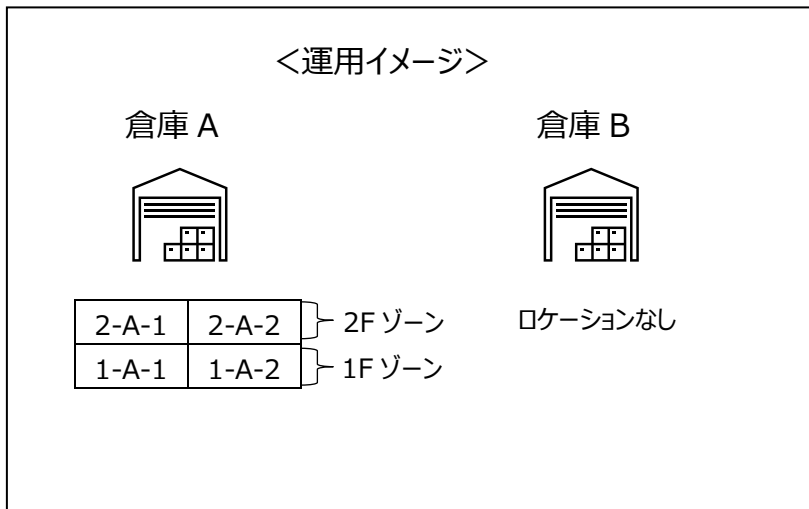 ＜運用イメージ＞
倉庫 A
倉庫 B
2-A-1 2-A-2 2F ゾーン
ロケーションなし
1-A-1 1-A-2 1F ゾーン